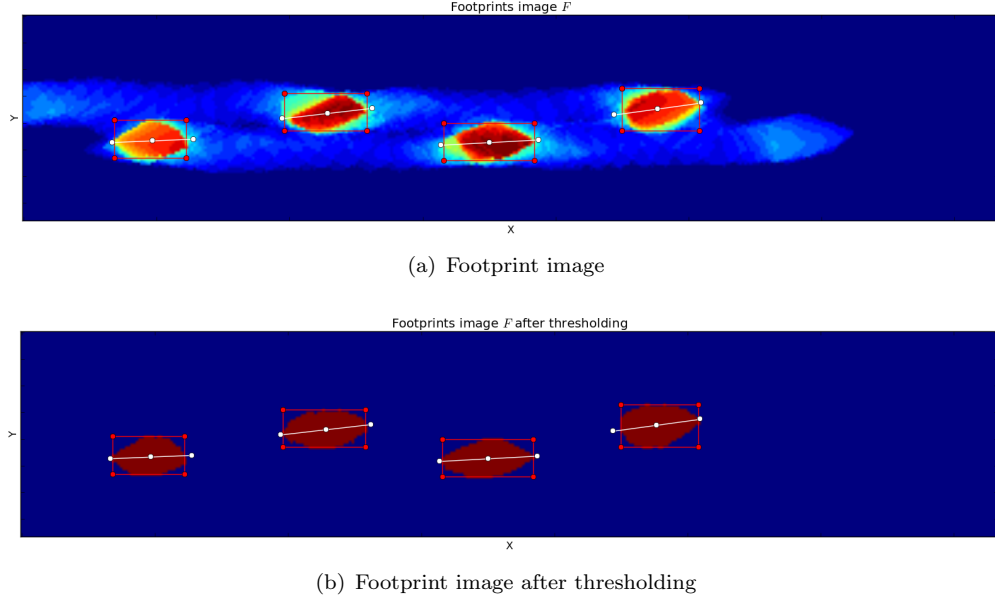 Footprints image F
Y
X
(a) Footprint image
Footprints image F after thresholding
Y
X
(b) Footprint image after thresholding